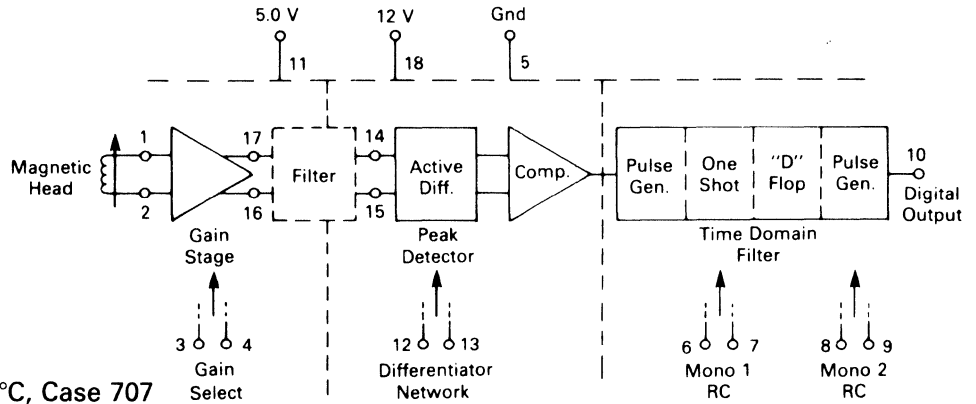 5.0 V
12 V
Gnd
11
18
5
1
17
14
10
Magnetic
Head
Filter
Active
Diff.
Comp.
Pulse
Gen.
One
Shot
"D"
Flop
Pulse
Gen.
Digital
Output
2
16
15
Gain
Stage
Peak
Detector
Time Domain
Filter
3
4
12
13
6
7
8
9
Gain
Select
Differentiator
Network
Mono 1
RC
Mono 2
RC
°C, Case 707